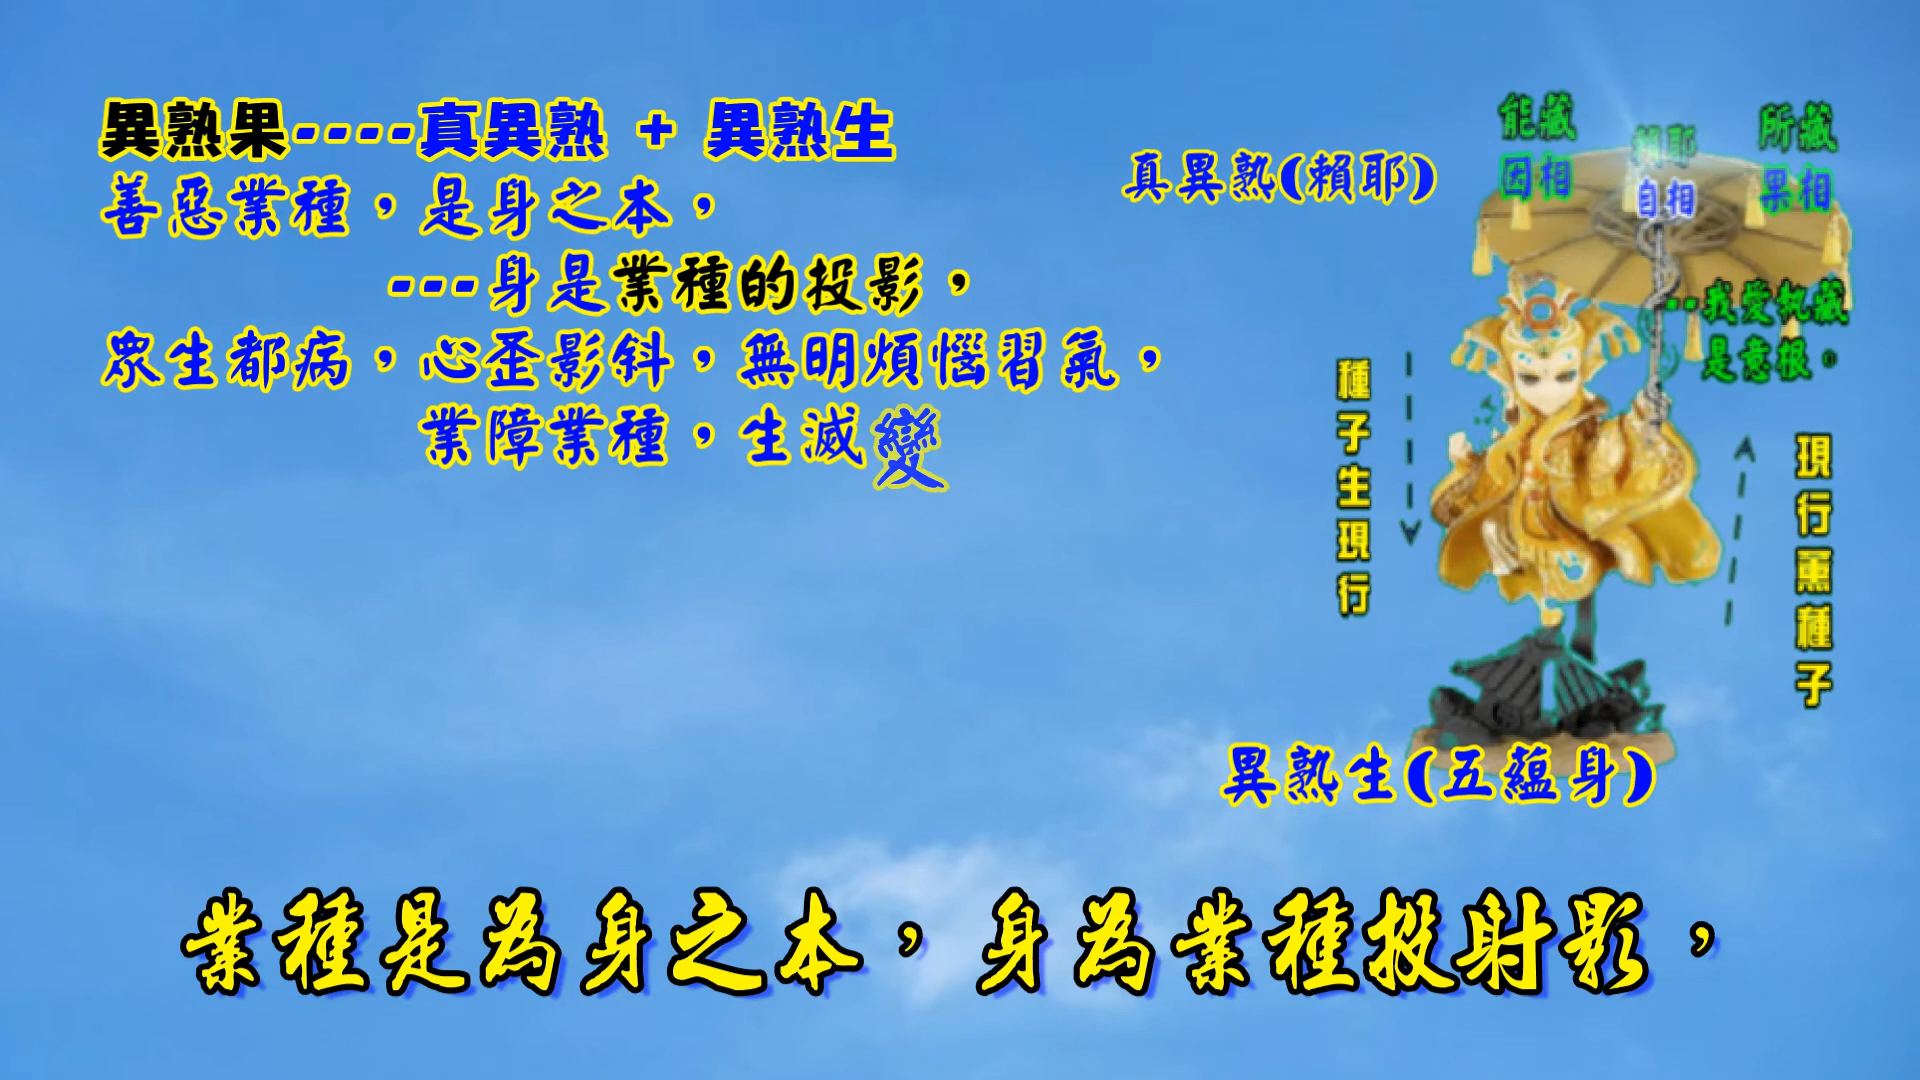 異熟果----真異熟 + 異熟生
善惡業種，是身之本，
---身是業種的投影，
眾生都病，心歪影斜，無明煩惱習氣，
業障業種，生滅變
真異熟(賴耶)
能藏
因相
賴耶
自相
所藏
果相
--我愛執藏
是意根。
種子生現行
現行熏種子
異熟生(五蘊身)
業種是為身之本，身為業種投射影，